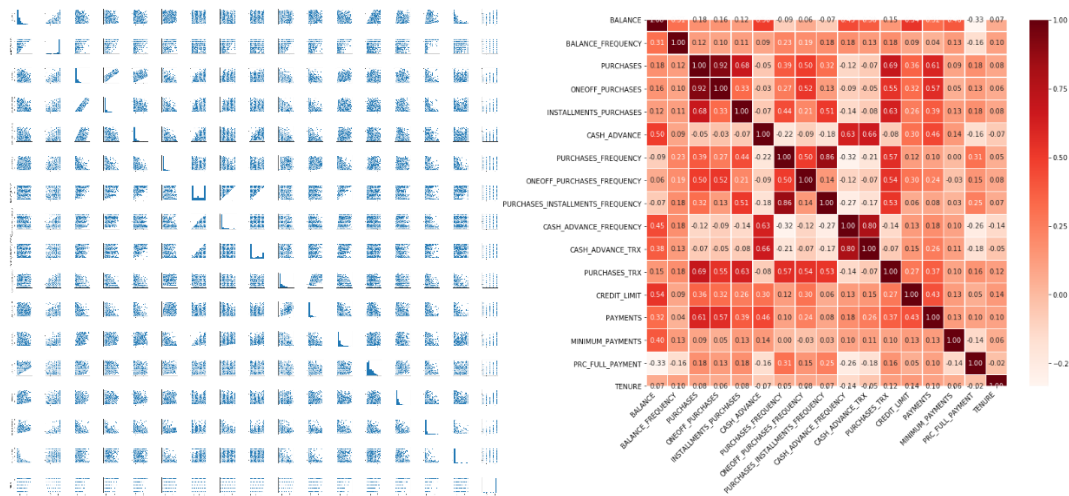 BALANCE 0.18 0.16 0.12 -0.09 0.06 -0.07 0.15 -0.33 0.07
BALANCE_FREQUENCY 0.31 1.00 0.12 0.10 0.11 0.09 0.23 0.19 0.18 0.18 0.13 0.18 0.09 0.04 0.13 -0.16 0.10
PURCHASES 0.18 0.12 1.00 0.92 0.68 -0.05 0.39 0.50 0.32 -0.12 -0.07 0.69 0.36 0.61 0.09 0.18 0.08
ONEOFF_PURCHASES 0.16 0.10 0.92 1.00 0.33 -0.03 0.27 0.52 0.13 -0.09 -0.05 0.55 0.32 0.57 0.05 0.13 0.06
INSTALLMENTS_PURCHASES 0.12 0.11 0.68 0.33 1.00 -0.07 0.44 0.21 0.51 -0.14 -0.08 0.63 0.26 0.39 0.13 0.18 0.08
CASH_ADVANCE 0.50 0.09 -0.05 -0.03 -0.07 1.00 -0.22 -0.09 -0.18 0.63 0.66 -0.08 0.30 0.46 0.14 -0.16 -0.07
PURCHASES_FREQUENCY -0.09 0.23 0.39 0.27 0.44 -0.22 1.00 0.50 0.86 -0.32 -0.21 0.57 0.12 0.10 0.00 0.31 0.05
ONEOFF_PURCHASES_FREQUENCY 0.06 0.19 0.50 0.52 0.21 -0.09 0.50 1.00 0.14 -0.12 -0.07 0.54 0.30 0.24 -0.03 0.15 0.08
PURCHASES_INSTALLMENTS_FREQUENCY -0.07 0.18 0.32 0.13 0.51 -0.18 0.86 0.14 1.00 -0.27 -0.17 0.53 0.06 0.08 0.03 0.25 0.07
CASH_ADVANCE_FREQUENCY 0.45 0.18 -0.12 -0.09 -0.14 0.63 -0.32 -0.12 -0.27 1.00 0.80 -0.14 0.13 0.18 0.10 -0.26 -0.14
CASH_ADVANCE_TRX 0.38 0.13 -0.07 -0.05 -0.08 0.66 -0.21 -0.07 -0.17 0.80 1.00 -0.07 0.15 0.26 0.11 -0.18 -0.05
PURCHASES_TRX 0.15 0.18 0.69 0.55 0.63 -0.08 0.57 0.54 0.53 -0.14 -0.07 1.00 0.27 0.37 0.10 0.16 0.12
CREDIT_LIMIT 0.54 0.09 0.36 0.32 0.26 0.30 0.12 0.30 0.06 0.13 0.15 0.27 1.00 0.43 0.13 0.05 0.14
PAYMENTS 0.32 0.04 0.61 0.57 0.39 0.46 0.10 0.24 0.08 0.18 0.26 0.37 0.43 1.00 0.13 0.10 0.10
MINIMUM_PAYMENTS 0.40 0.13 0.09 0.05 0.13 0.14 0.00 -0.03 0.03 0.10 0.11 0.10 0.13 0.13 1.00 -0.14 0.06
PRC_FULL_PAYMENT -0.33 -0.16 0.18 0.13 0.18 -0.16 0.31 0.15 0.25 -0.26 -0.18 0.16 0.05 0.10 -0.14 1.00 -0.02
TENURE 0.07 0.10 0.08 0.06 0.08 -0.07 0.05 0.08 0.07 -0.14 -0.05 0.12 0.14 0.10 0.06 -0.02 1.00
BALANCE
BALANCE_FREQUENCY
PURCHASES
ONEOFF_PURCHASES
INSTALLMENTS_PURCHASES
CASH_ADVANCE
PURCHASES_FREQUENCY
ONEOFF_PURCHASES_FREQUENCY
PURCHASES_INSTALLMENTS_FREQUENCY
CASH_ADVANCE_FREQUENCY
CASH_ADVANCE_TRX
PURCHASES_TRX
CREDIT_LIMIT
PAYMENTS
MINIMUM_PAYMENTS
PRC_FULL_PAYMENT
TENURE
1.00
0.75
0.50
0.25
0.00
-0.25